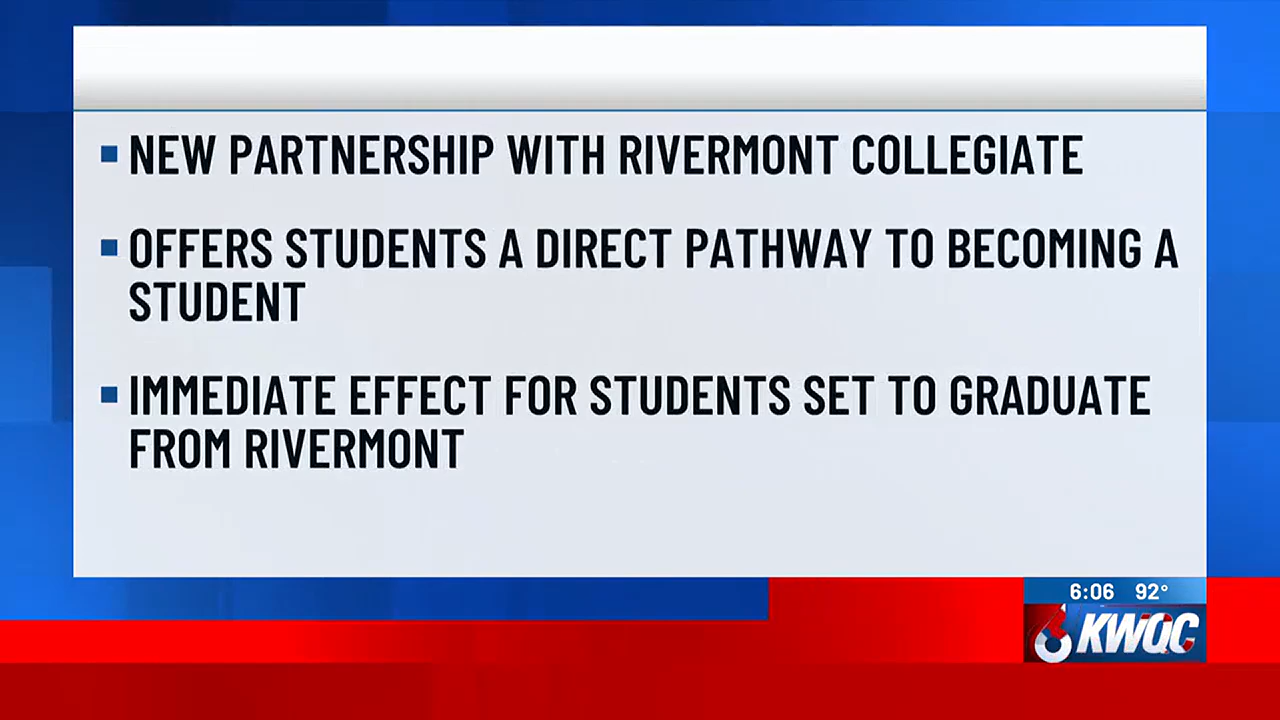 ▪ NEW PARTNERSHIP WITH RIVERMONT COLLEGIATE
▪ OFFERS STUDENTS A DIRECT PATHWAY TO BECOMING A
STUDENT
▪ IMMEDIATE EFFECT FOR STUDENTS SET TO GRADUATE
FROM RIVERMONT
6:06 92°
6 KWQC